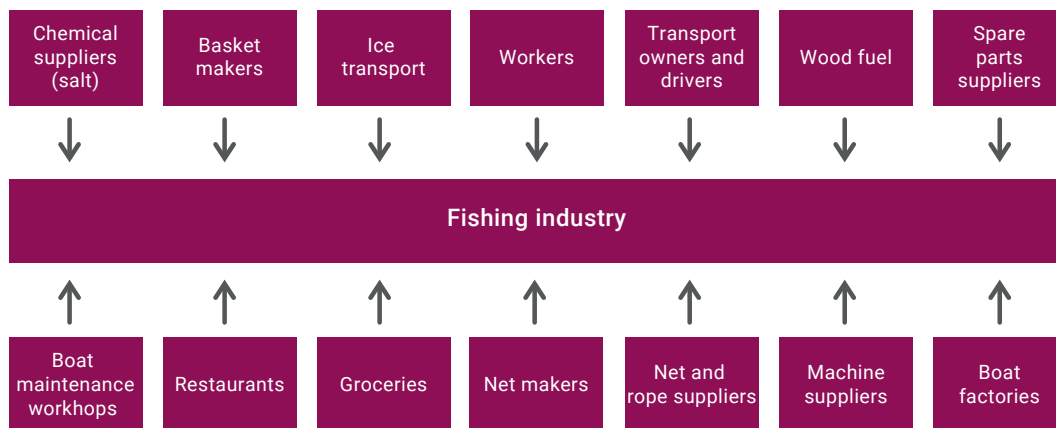 Chemical
suppliers
(salt)
Basket
makers
Ice
transport
Workers
Transport
owners and
drivers
Wood fuel
Spare
parts
suppliers
Fishing industry
Boat
maintenance
workhops
Restaurants
Groceries
Net makers
Net and
rope suppliers
Machine
suppliers
Boat
factories